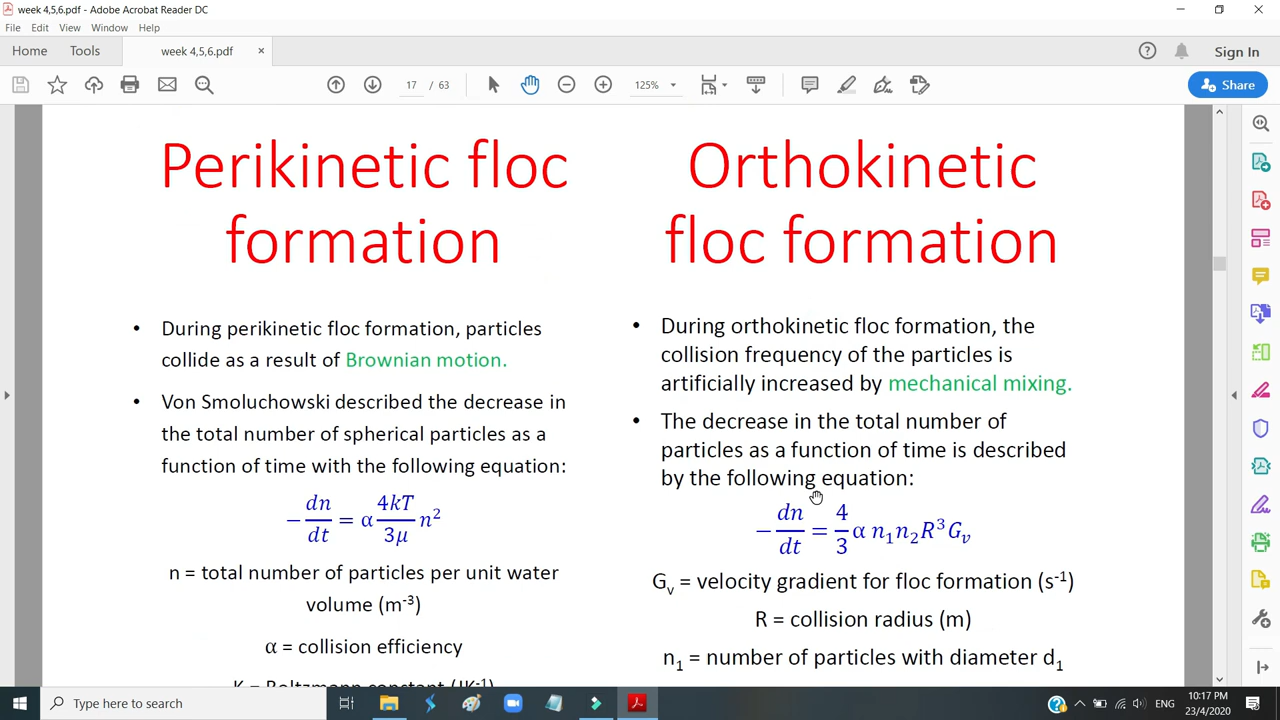 week 4,5,6.pdf - Adobe Acrobat Reader DC
File Edit View Window Help
Home Tools week 4,5,6.pdf × Sign In
17 / 63 125% Share
Perikinetic floc
formation
• During perikinetic floc formation, particles
collide as a result of Brownian motion.
• Von Smoluchowski described the decrease in
the total number of spherical particles as a
function of time with the following equation:
− dn/dt = α 4kT/3μ n²
n = total number of particles per unit water
volume (m⁻³)
α = collision efficiency
K = Boltzmann constant (JK⁻¹)
Orthokinetic
floc formation
• During orthokinetic floc formation, the
collision frequency of the particles is
artificially increased by mechanical mixing.
• The decrease in the total number of
particles as a function of time is described
by the following equation:
− dn/dt = 4/3 α n₁n₂R³Gᵥ
Gᵥ = velocity gradient for floc formation (s⁻¹)
R = collision radius (m)
n₁ = number of particles with diameter d₁
Type here to search
ENG
10:17 PM
23/4/2020